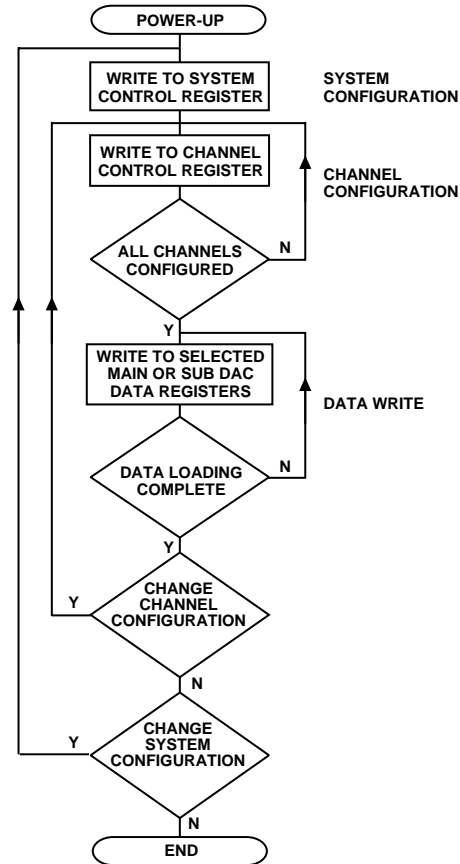 POWER-UP
WRITE TO SYSTEM
CONTROL REGISTER
SYSTEM
CONFIGURATION
WRITE TO CHANNEL
CONTROL REGISTER
CHANNEL
CONFIGURATION
ALL CHANNELS
CONFIGURED
N
Y
WRITE TO SELECTED
MAIN OR SUB DAC
DATA REGISTERS
DATA WRITE
DATA LOADING
COMPLETE
N
Y
CHANGE
CHANNEL
CONFIGURATION
Y
N
CHANGE
SYSTEM
CONFIGURATION
Y
N
END